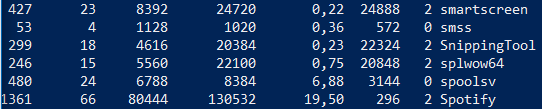 427 23 8392 24720 0,22 24888 2 smartscreen
53 4 1128 1020 0,36 572 0 smss
299 18 4616 20384 0,23 22324 2 SnippingTool
246 15 5560 22100 0,75 20848 2 splwow64
480 24 6788 8384 6,88 3144 0 spoolsv
1361 66 80444 130532 19,50 296 2 Spotify